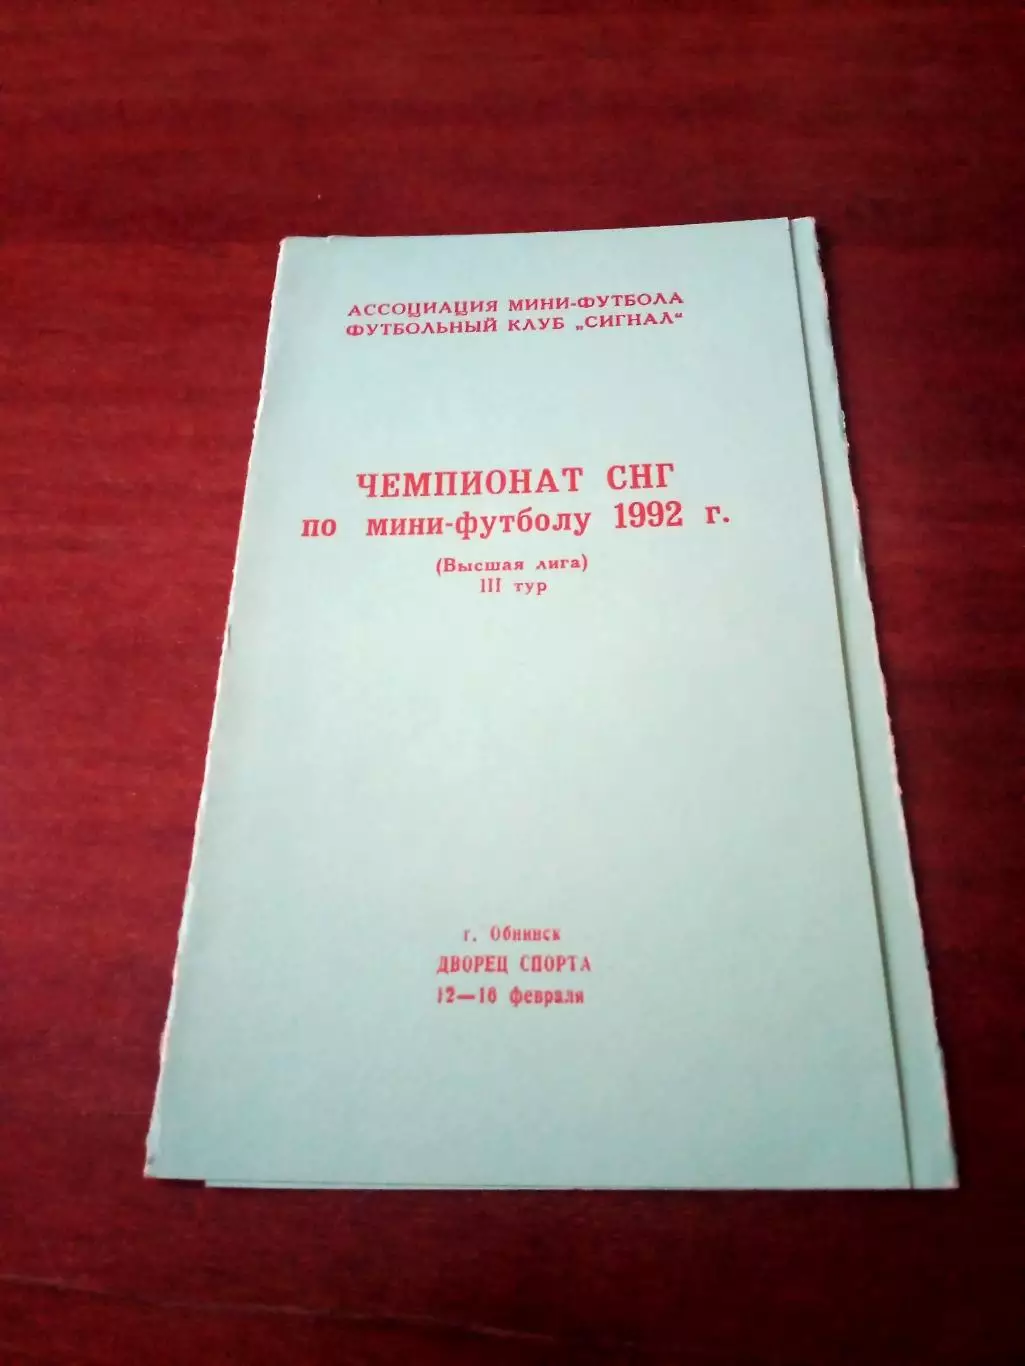 АССОЦИАЦИЯ МИНИ-ФУТБОЛА
ФУТБОЛЬНЫЙ КЛУБ „СИГНАЛ“
ЧЕМПИОНАТ СНГ
по мини-футболу 1992 г.
(Высшая лига)
III тур
г. Обнинск
ДВОРЕЦ СПОРТА
12—16 февраля